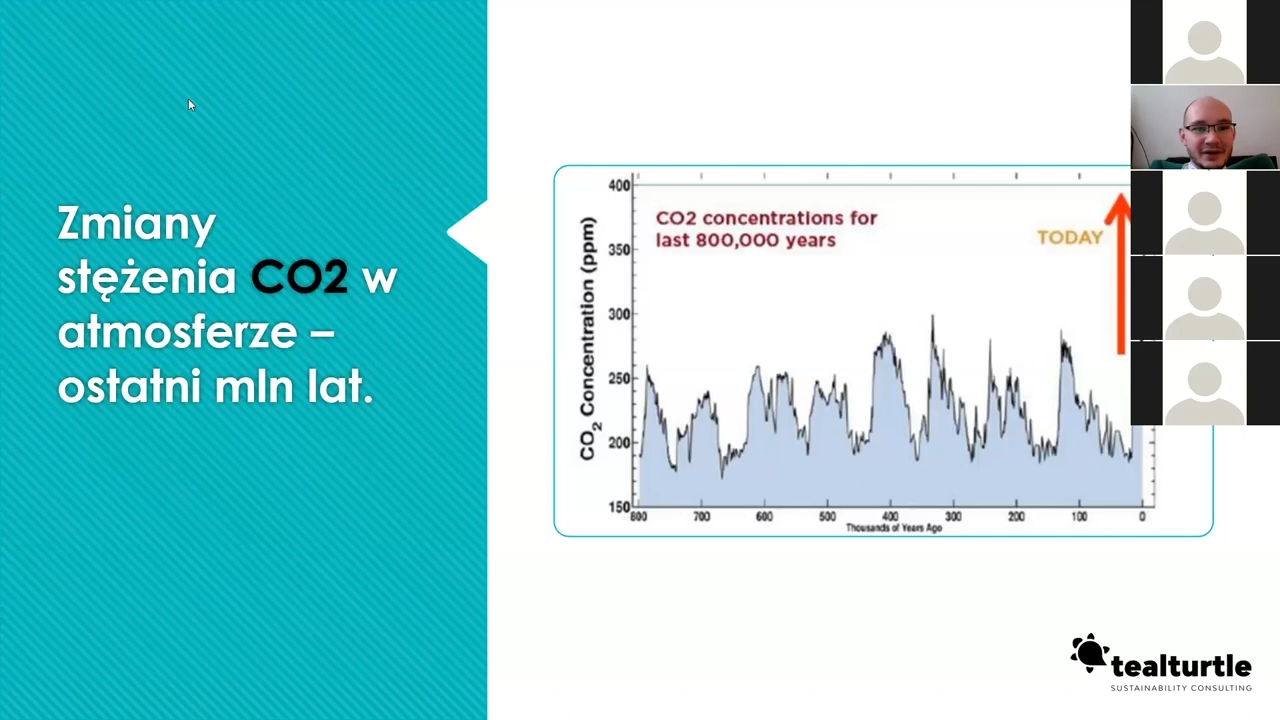 Zmiany
stężenia CO2 w
atmosferze –
ostatni mln lat.
CO2 concentrations for
last 800,000 years
TODAY
CO2 Concentration (ppm)
400
350
300
250
200
150
800 700 600 500 400 300 200 100 0
Thousands of Years Ago
tealturtle
SUSTAINABILITY CONSULTING